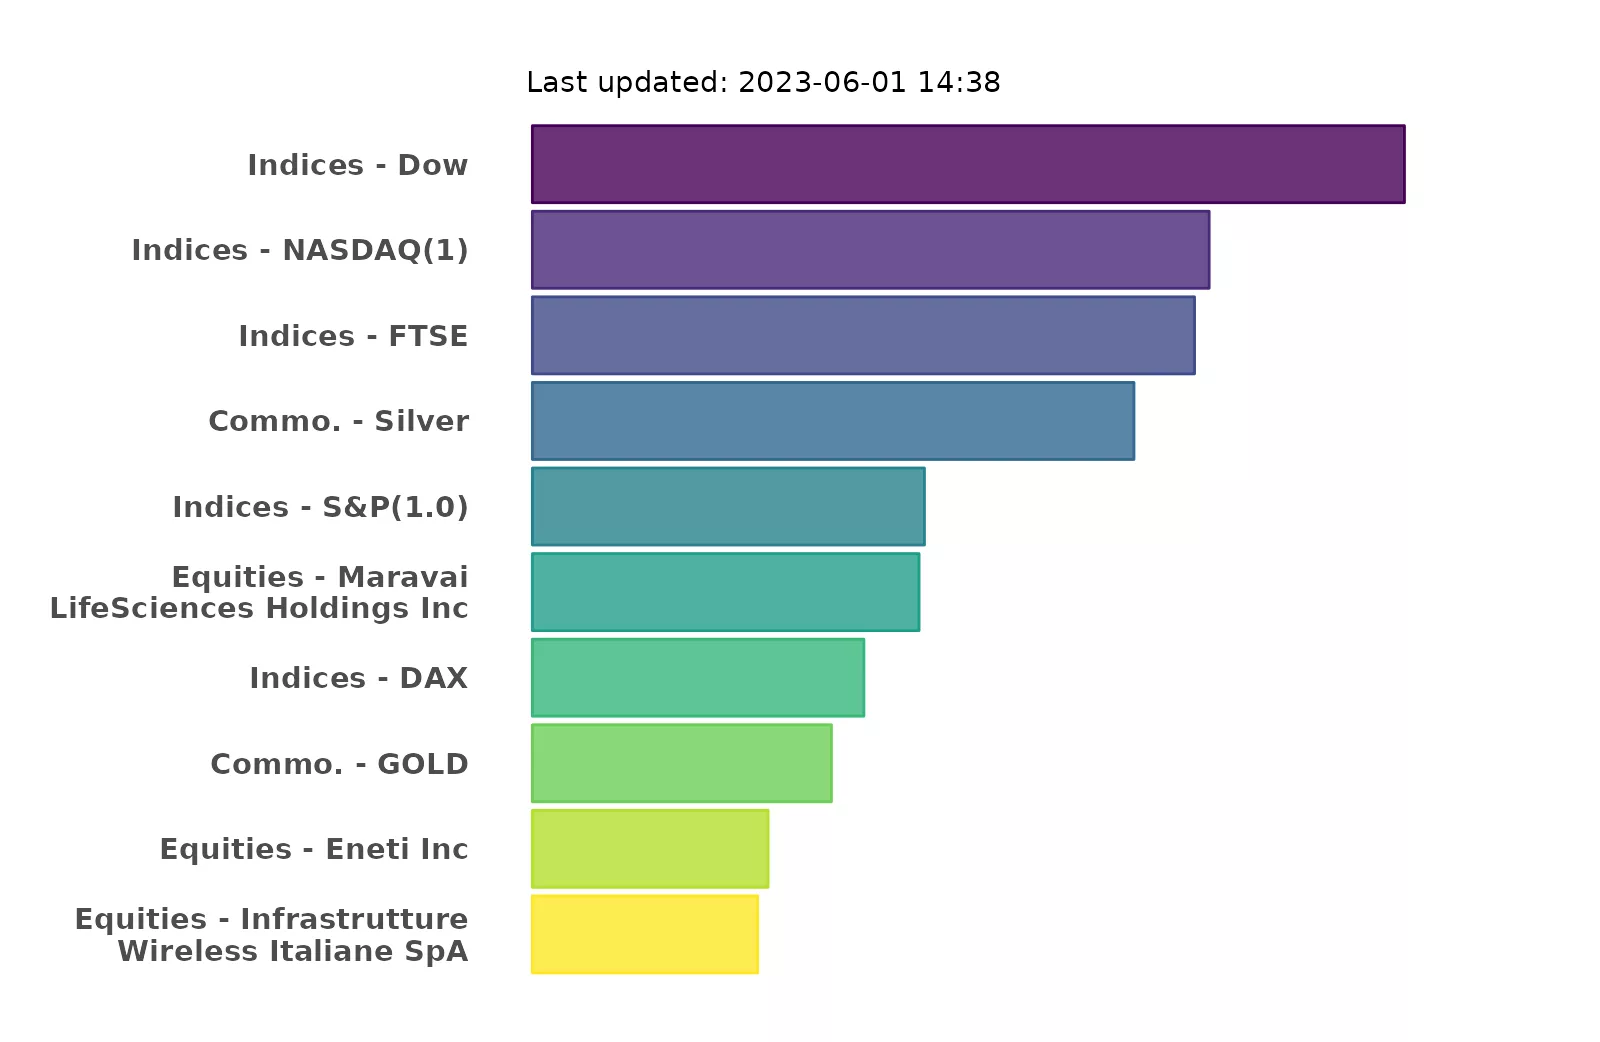 Last updated: 2023-06-01 14:38
Indices - Dow
Indices - NASDAQ(1)
Indices - FTSE
Commo. - Silver
Indices - S&P(1.0)
Equities - Maravai
LifeSciences Holdings Inc
Indices - DAX
Commo. - GOLD
Equities - Eneti Inc
Equities - Infrastrutture
Wireless Italiane SpA